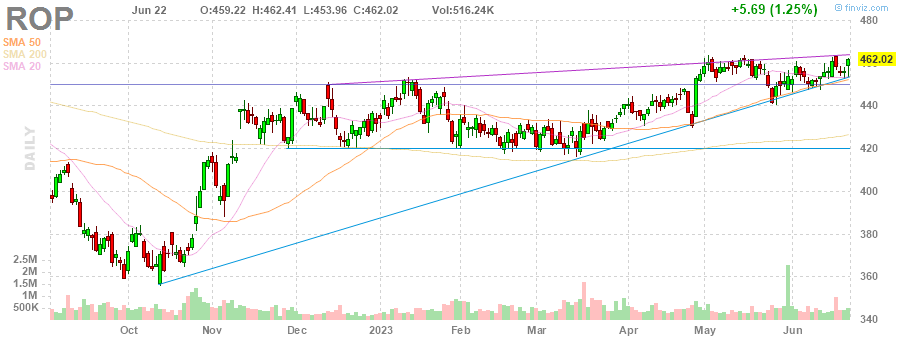 ROP
Jun 22 O:459.22 H:462.41 L:453.96 C:462.02 Vol:516.24K +5.69 (1.25%)
finviz.com
SMA 50
SMA 200
SMA 20
DAILY
480
462.02
460
440
420
400
380
360
340
2.5M
2M
1.5M
1M
500K
Oct Nov Dec 2023 Feb Mar Apr May Jun